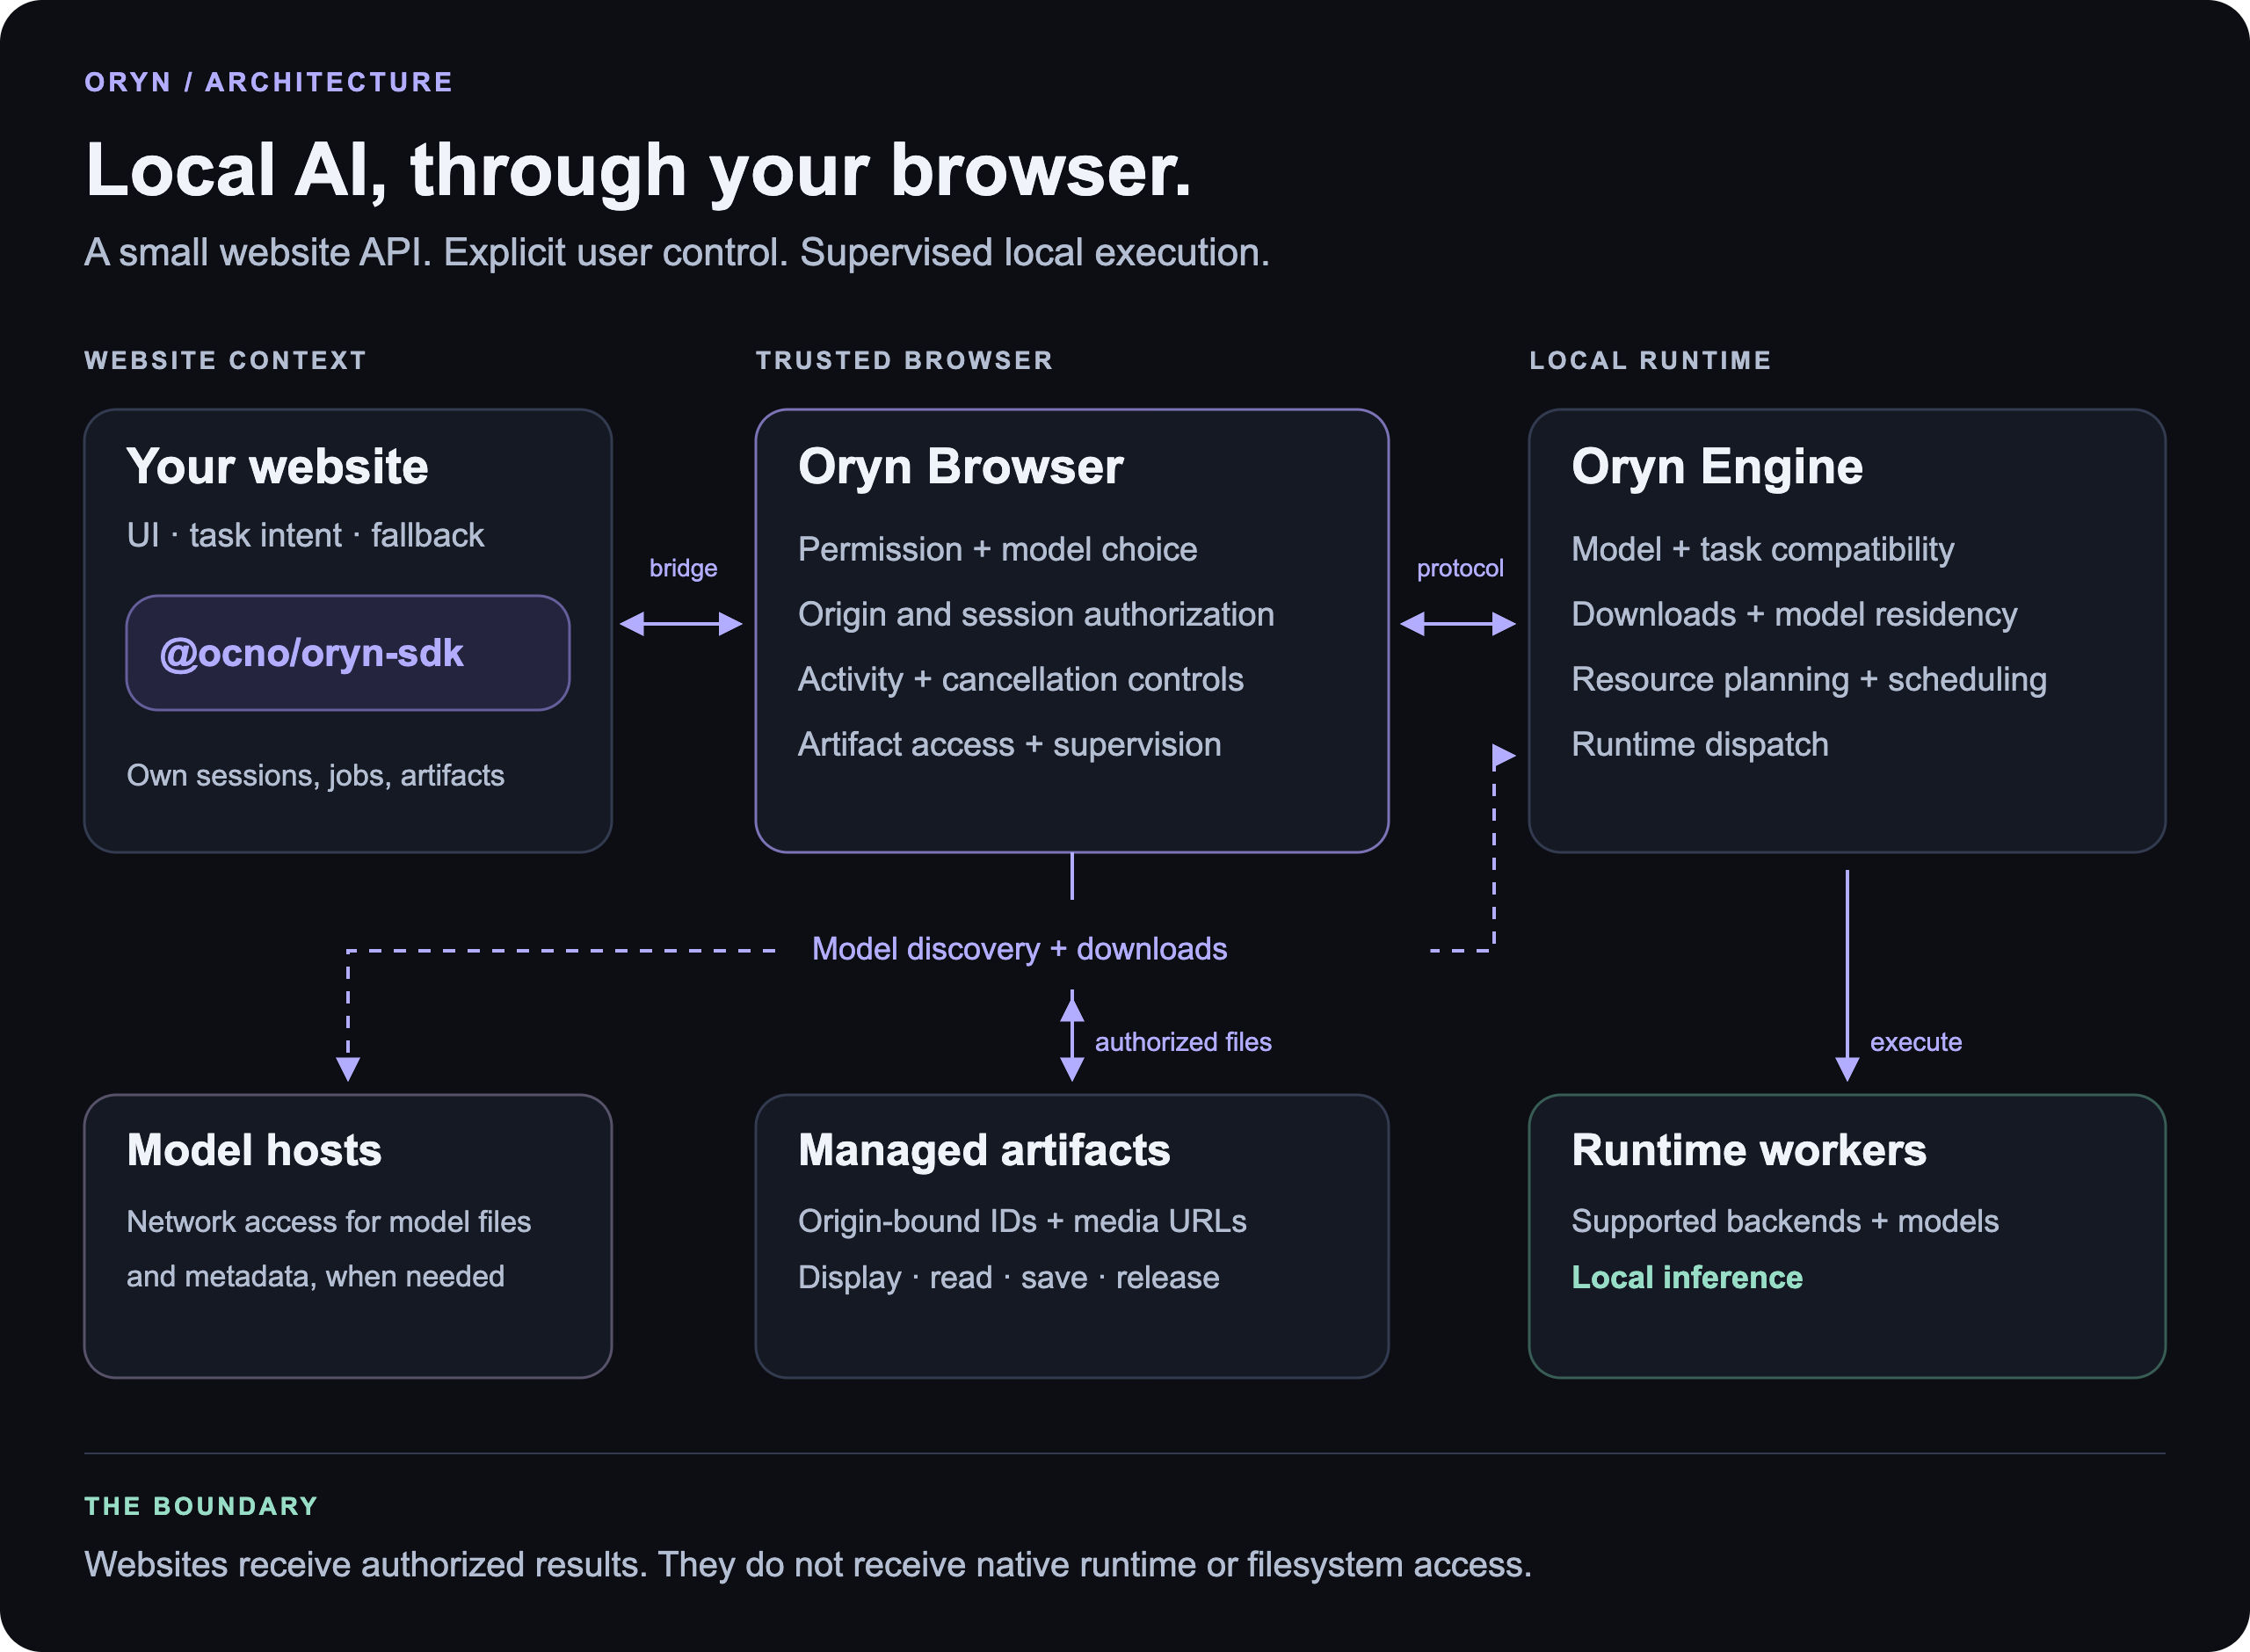 ORYN / ARCHITECTURE
Local AI, through your browser.
A small website API. Explicit user control. Supervised local execution.
WEBSITE CONTEXT
Your website
UI · task intent · fallback
@ocno/oryn-sdk
Own sessions, jobs, artifacts
bridge
TRUSTED BROWSER
Oryn Browser
Permission + model choice
Origin and session authorization
Activity + cancellation controls
Artifact access + supervision
protocol
LOCAL RUNTIME
Oryn Engine
Model + task compatibility
Downloads + model residency
Resource planning + scheduling
Runtime dispatch
Model discovery + downloads
authorized files
execute
Model hosts
Network access for model files
and metadata, when needed
Managed artifacts
Origin-bound IDs + media URLs
Display · read · save · release
Runtime workers
Supported backends + models
Local inference
THE BOUNDARY
Websites receive authorized results. They do not receive native runtime or filesystem access.